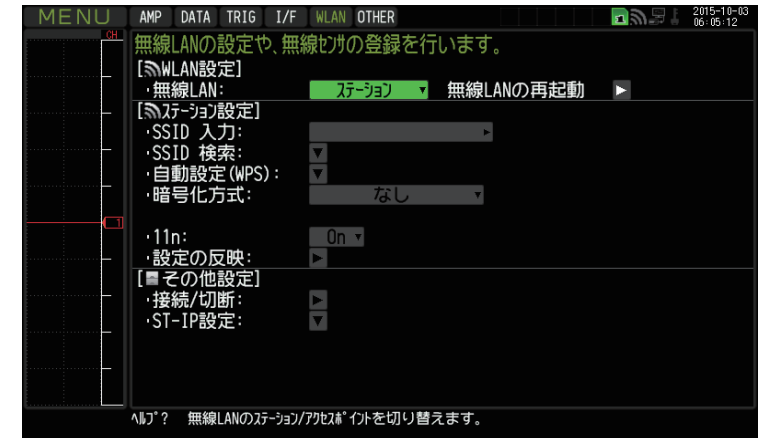 MENU AMP DATA TRIG I/F WLAN OTHER 2015-10-03
06:05:12
CH
無線LANの設定や、無線ｾﾝｻの登録を行います。
[WLAN設定]
・無線LAN: ｽﾃｰｼｮﾝ ▼ 無線LANの再起動 ▶
[ｽﾃｰｼｮﾝ設定]
・SSID 入力: ▶
・SSID 検索: ▼
・自動設定(WPS): ▼
・暗号化方式: なし ▼
1
・11n: On ▼
・設定の反映: ▶
[その他設定]
・接続/切断: ▶
・ST-IP設定: ▼
ﾍﾙﾌﾟ? 無線LANのｽﾃｰｼｮﾝ/ｱｸｾｽﾎﾟｲﾝﾄを切り替えます。